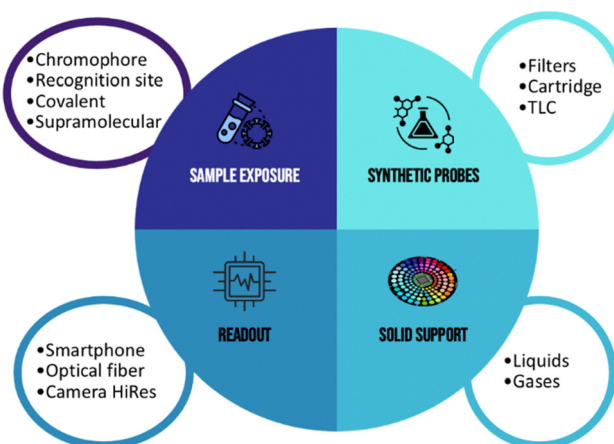 •Chromophore
•Recognition site
•Covalent
•Supramolecular
•Filters
•Cartridge
•TLC
SAMPLE EXPOSURE
SYNTHETIC PROBES
READOUT
SOLID SUPPORT
•Smartphone
•Optical fiber
•Camera HiRes
•Liquids
•Gases